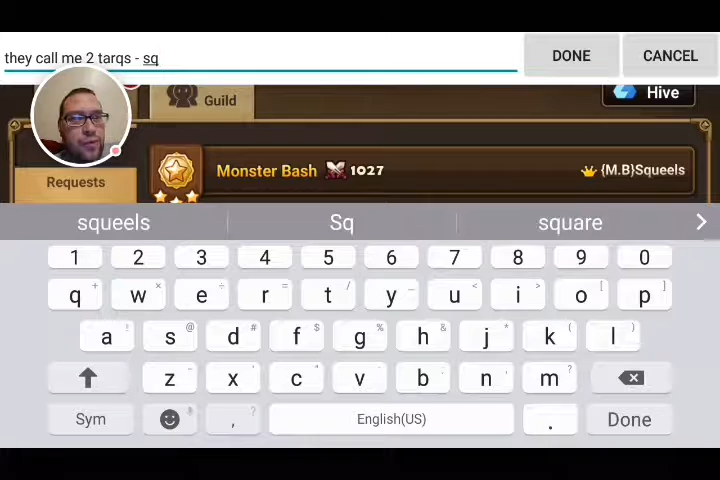 they call me 2 tarqs - sq
DONE
CANCEL
Guild
Hive
Requests
Monster Bash 1027
{M.B}Squeels
squeels Sq square >
1 2 3 4 5 6 7 8 9 0
q + w × e ÷ r = t / y _ u < i > o [ p ]
a ! s @ d # f $ g % h ^ j * k ( l )
z - x ' c " v : b ; n , m ?
Sym , ? English(US) . Done